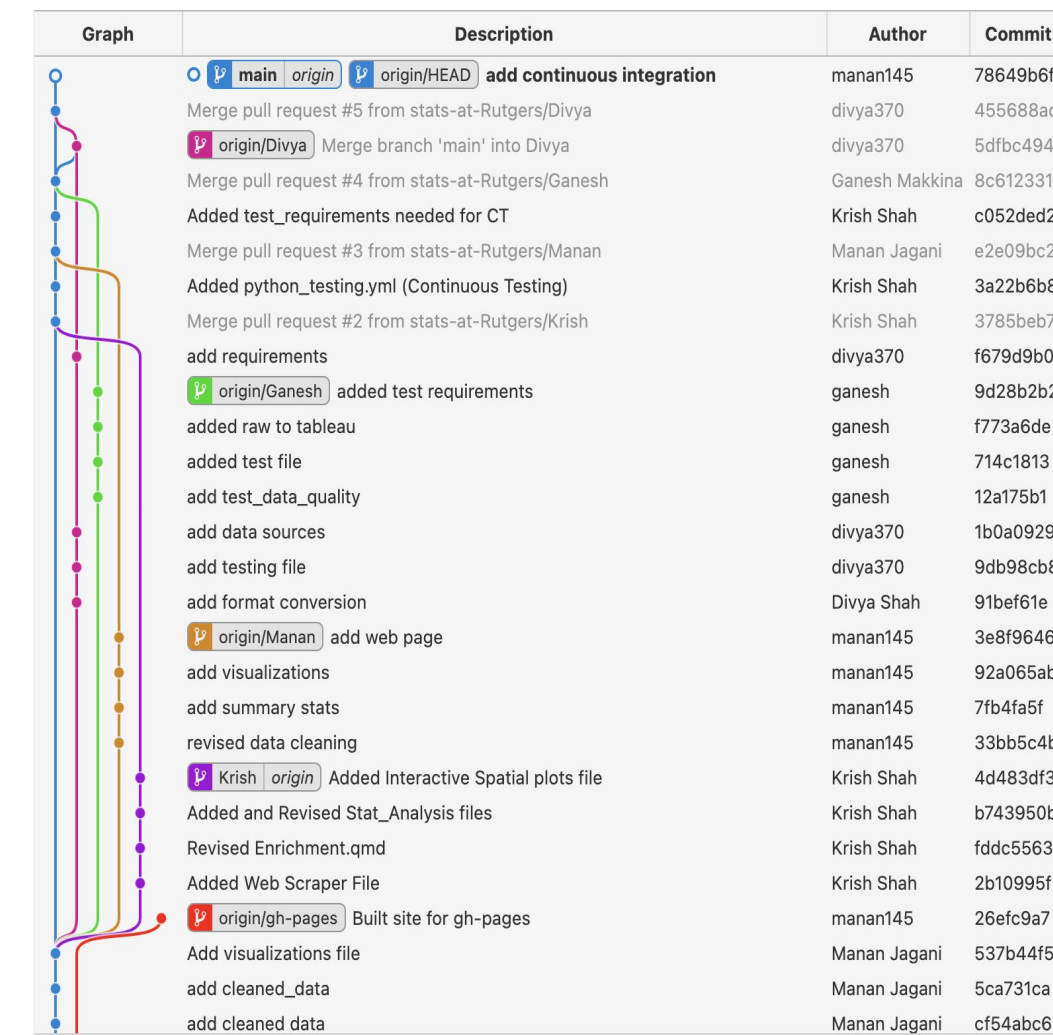 Graph Description Author Commit
main origin origin/HEAD add continuous integration manan145 78649b6f
Merge pull request #5 from stats-at-Rutgers/Divya divya370 455688ad
origin/Divya Merge branch 'main' into Divya divya370 5dfbc494
Merge pull request #4 from stats-at-Rutgers/Ganesh Ganesh Makkina 8c612331
Added test_requirements needed for CT Krish Shah c052ded2
Merge pull request #3 from stats-at-Rutgers/Manan Manan Jagani e2e09bc2
Added python_testing.yml (Continuous Testing) Krish Shah 3a22b6b8
Merge pull request #2 from stats-at-Rutgers/Krish Krish Shah 3785beb7
add requirements divya370 f679d9b0
origin/Ganesh added test requirements ganesh 9d28b2b2
added raw to tableau ganesh f773a6de
added test file ganesh 714c1813
add test_data_quality ganesh 12a175b1
add data sources divya370 1b0a0929
add testing file divya370 9db98cb8
add format conversion Divya Shah 91bef61e
origin/Manan add web page manan145 3e8f9646
add visualizations manan145 92a065ab
add summary stats manan145 7fb4fa5f
revised data cleaning manan145 33bb5c4b
Krish origin Added Interactive Spatial plots file Krish Shah 4d483df3
Added and Revised Stat_Analysis files Krish Shah b743950b
Revised Enrichment.qmd Krish Shah fddc5563
Added Web Scraper File Krish Shah 2b10995f
origin/gh-pages Built site for gh-pages manan145 26efc9a7
Add visualizations file Manan Jagani 537b44f5
add cleaned_data Manan Jagani 5ca731ca
add cleaned data Manan Jagani cf54abc6